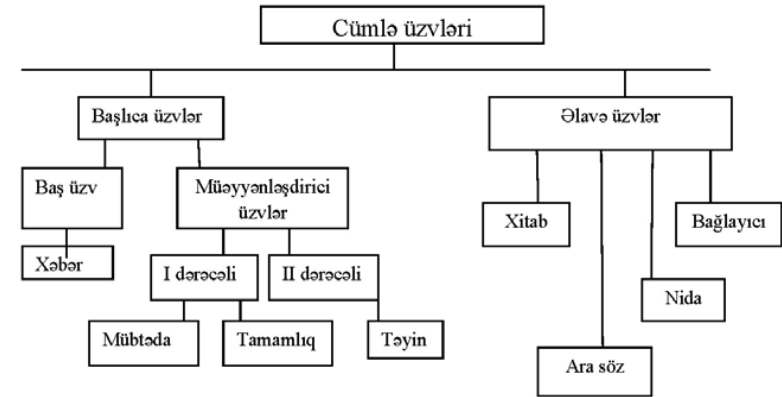 Cümlə üzvləri
Başlıca üzvlər
Əlavə üzvlər
Baş üzv
Müəyyənləşdirici
üzvlər
Xitab
Bağlayıcı
Xəbər
I dərəcəli
II dərəcəli
Nida
Mübtəda
Tamamlıq
Təyin
Ara söz